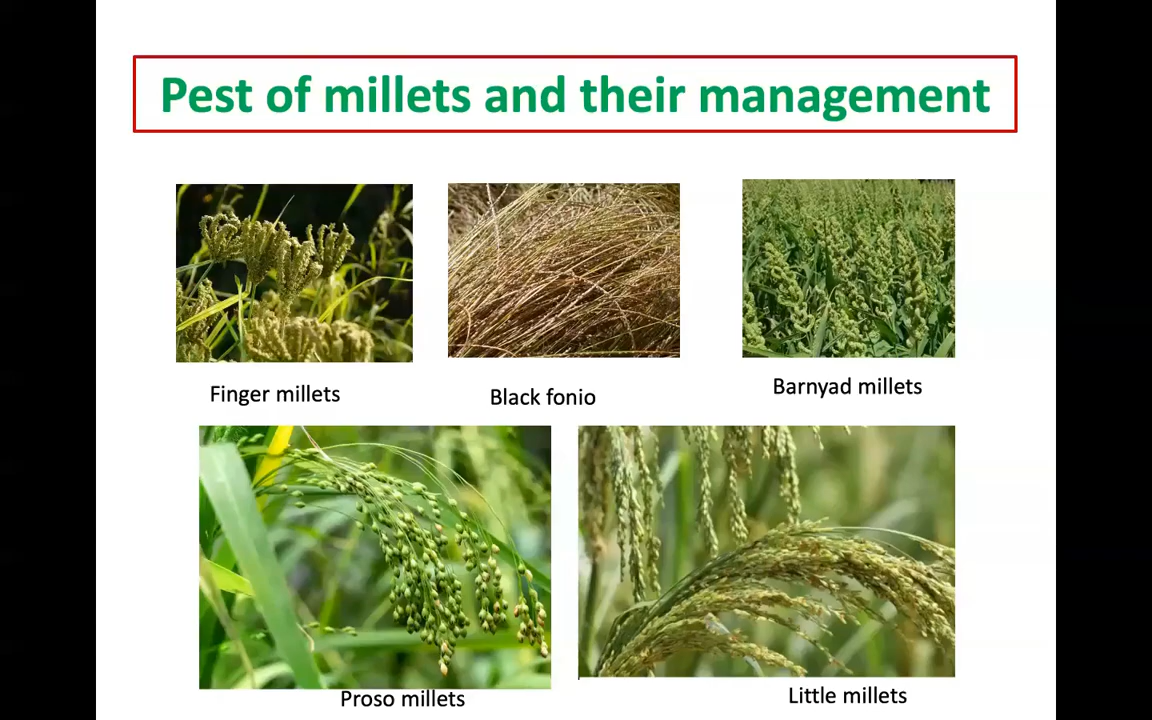 Pest of millets and their management
Finger millets
Black fonio
Barnyad millets
Proso millets
Little millets